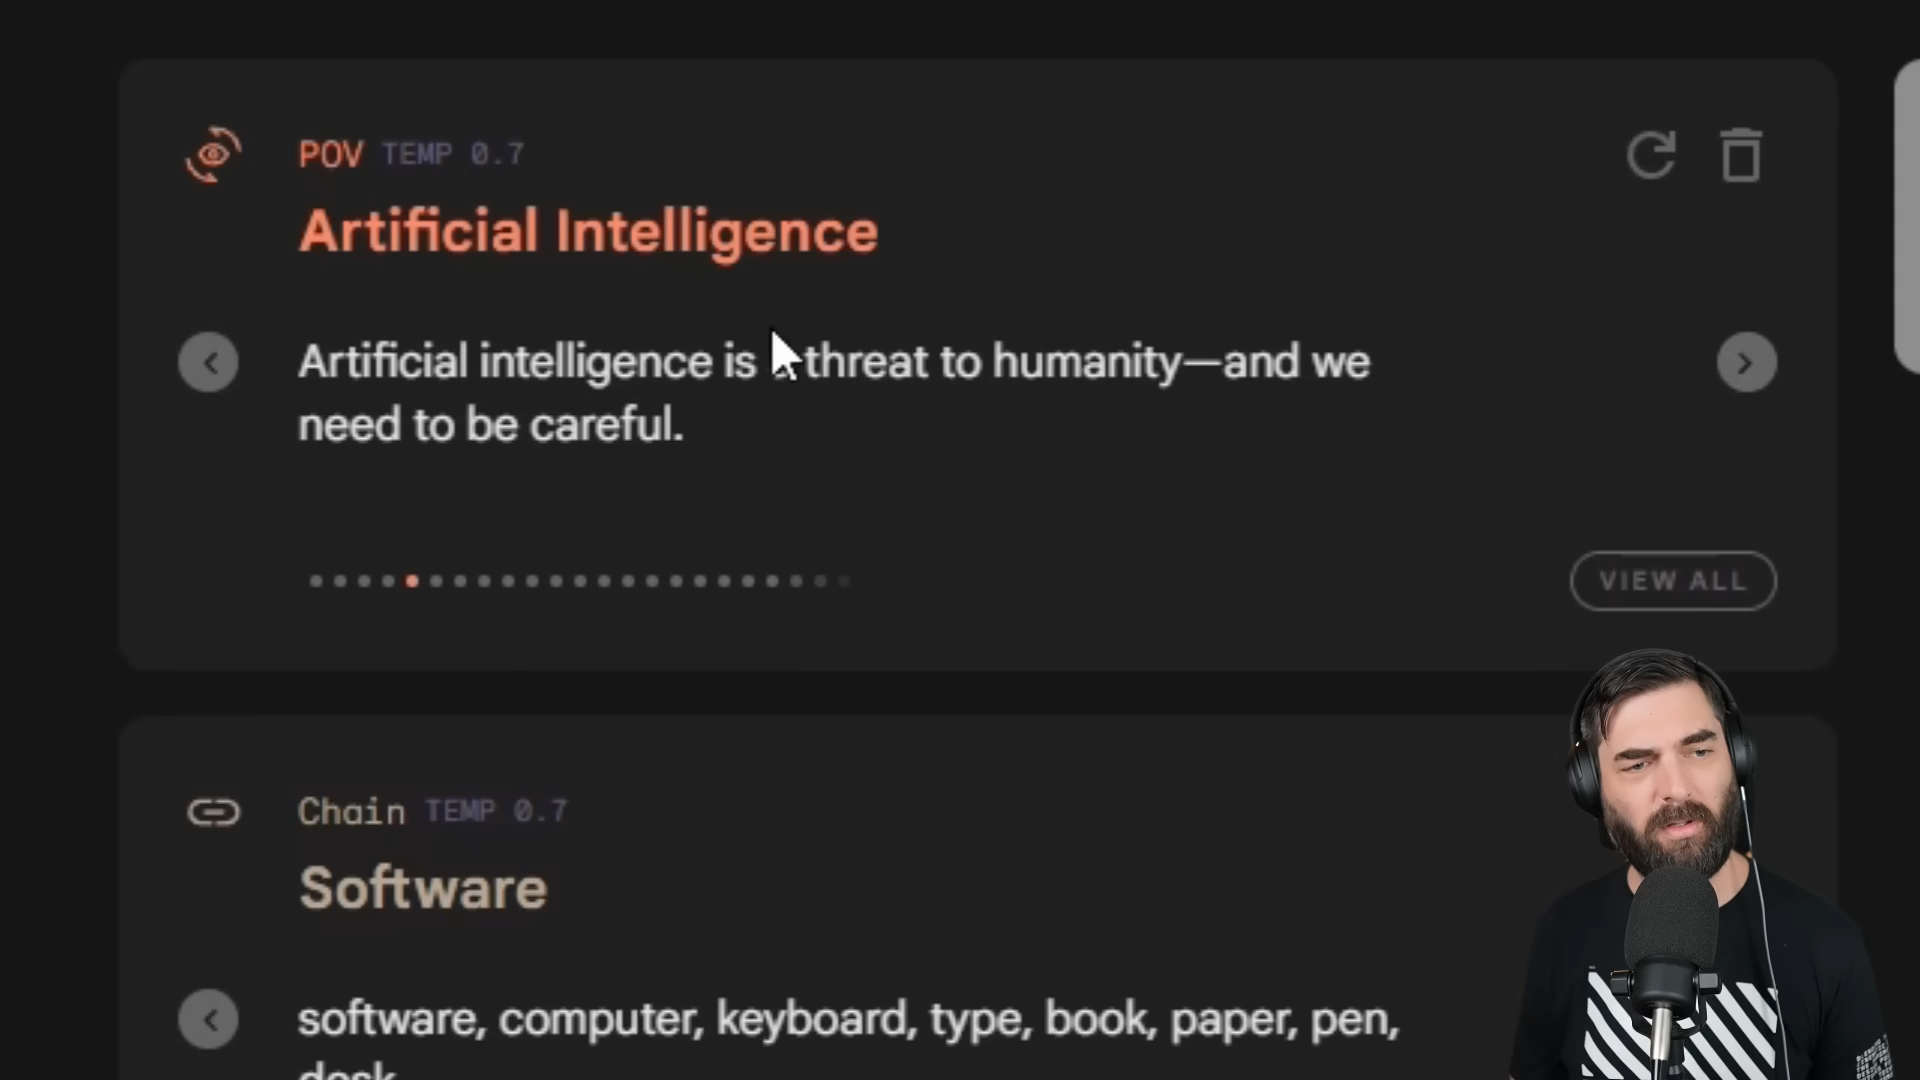 POV TEMP 0.7
Artificial Intelligence
Artificial intelligence is threat to humanity—and we
need to be careful.
VIEW ALL
Chain TEMP 0.7
Software
software, computer, keyboard, type, book, paper, pen,
desk